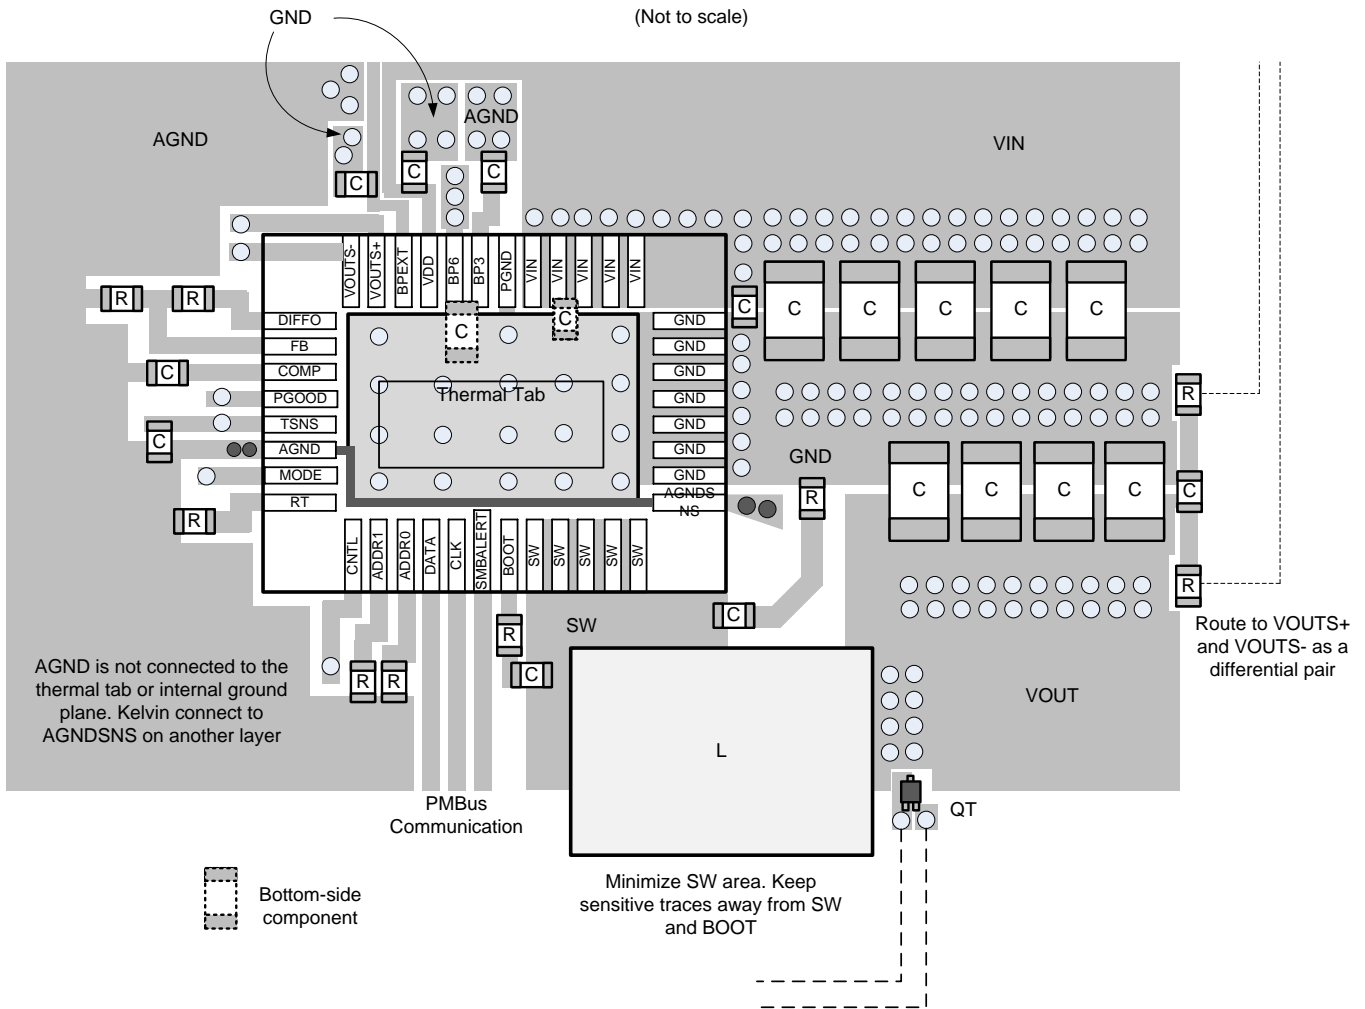 (Not to scale)
GND
AGND
AGND
VIN
C
C
C
VOUTS-
VOUTS+
BPEXT
VDD
BP6
BP3
PGND
VIN
VIN
VIN
VIN
VIN
R
R
C
C
C
C
C
C
C
C
DIFFO
FB
COMP
PGOOD
TSNS
AGND
MODE
RT
C
C
R
Thermal Tab
GND
GND
GND
GND
GND
GND
GND
AGNDS
NS
R
GND
R
C
C
C
C
C
R
CNTL
ADDR1
ADDR0
DATA
CLK
SMBALERT
BOOT
SW
SW
SW
SW
SW
C
SW
R
C
R
R
Route to VOUTS+
and VOUTS- as a
differential pair
AGND is not connected to the
thermal tab or internal ground
plane. Kelvin connect to
AGNDSNS on another layer
VOUT
L
PMBus
Communication
QT
Bottom-side
component
Minimize SW area. Keep
sensitive traces away from SW
and BOOT